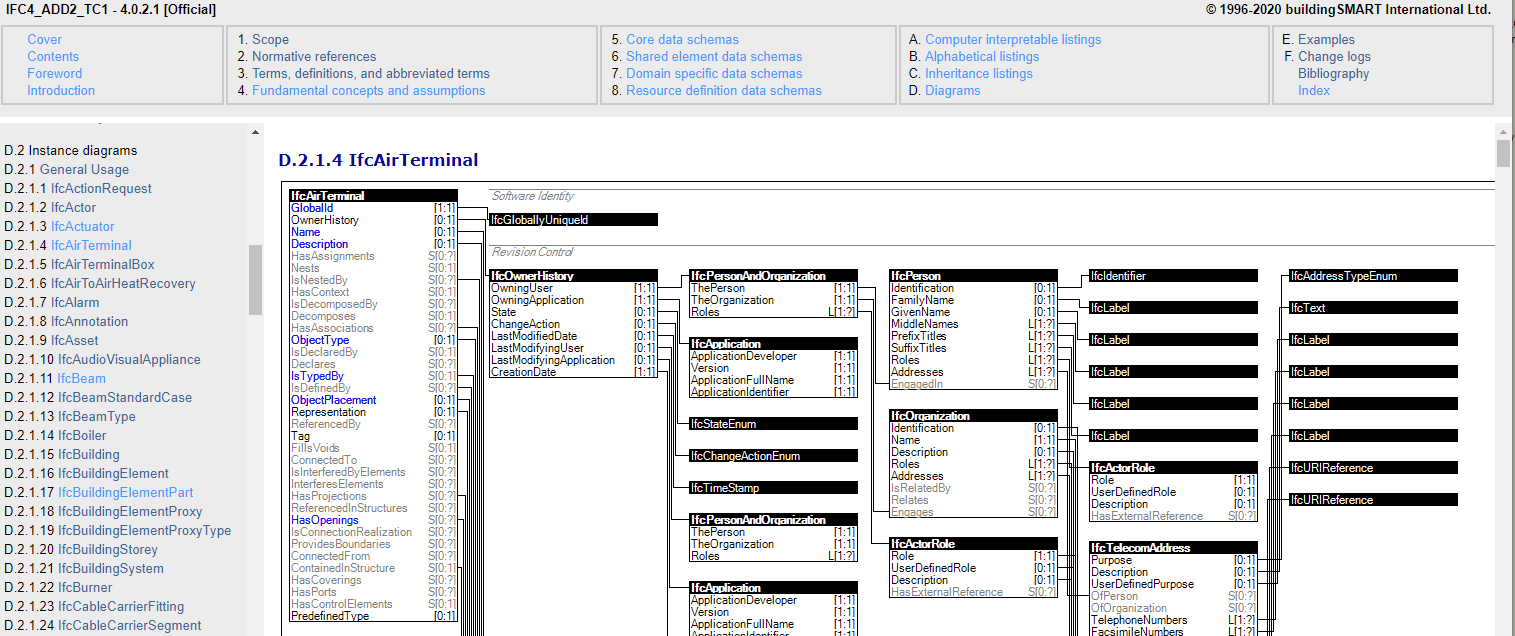 IFC4_ADD2_TC1 - 4.0.2.1 [Official]
© 1996-2020 buildingSMART International Ltd.
Cover
Contents
Foreword
Introduction
1. Scope
2. Normative references
3. Terms, definitions, and abbreviated terms
4. Fundamental concepts and assumptions
5. Core data schemas
6. Shared element data schemas
7. Domain specific data schemas
8. Resource definition data schemas
A. Computer interpretable listings
B. Alphabetical listings
C. Inheritance listings
D. Diagrams
E. Examples
F. Change logs
Bibliography
Index
D.2 Instance diagrams
D.2.1 General Usage
D.2.1.1 IfcActionRequest
D.2.1.2 IfcActor
D.2.1.3 IfcActuator
D.2.1.4 IfcAirTerminal
D.2.1.5 IfcAirTerminalBox
D.2.1.6 IfcAirToAirHeatRecovery
D.2.1.7 IfcAlarm
D.2.1.8 IfcAnnotation
D.2.1.9 IfcAsset
D.2.1.10 IfcAudioVisualAppliance
D.2.1.11 IfcBeam
D.2.1.12 IfcBeamStandardCase
D.2.1.13 IfcBeamType
D.2.1.14 IfcBoiler
D.2.1.15 IfcBuilding
D.2.1.16 IfcBuildingElement
D.2.1.17 IfcBuildingElementPart
D.2.1.18 IfcBuildingElementProxy
D.2.1.19 IfcBuildingElementProxyType
D.2.1.20 IfcBuildingStorey
D.2.1.21 IfcBuildingSystem
D.2.1.22 IfcBurner
D.2.1.23 IfcCableCarrierFitting
D.2.1.24 IfcCableCarrierSegment
D.2.1.4 IfcAirTerminal
IfcAirTerminal
GlobalId [1:1]
OwnerHistory [0:1]
Name [0:1]
Description [0:1]
HasAssignments S[0:?]
Nests S[0:1]
IsNestedBy S[0:?]
HasContext S[0:1]
IsDecomposedBy S[0:?]
Decomposes S[0:1]
HasAssociations S[0:?]
ObjectType [0:1]
IsDeclaredBy S[0:1]
Declares S[0:?]
IsTypedBy S[0:1]
IsDefinedBy S[0:?]
ObjectPlacement [0:1]
Representation [0:1]
ReferencedBy S[0:?]
Tag [0:1]
FillsVoids S[0:1]
ConnectedTo S[0:?]
IsInterferedByElements S[0:?]
InterferesElements S[0:?]
HasProjections S[0:?]
ReferencedInStructures S[0:?]
HasOpenings S[0:?]
IsConnectionRealization S[0:?]
ProvidesBoundaries S[0:?]
ConnectedFrom S[0:?]
ContainedInStructure S[0:1]
HasCoverings S[0:?]
HasPorts S[0:?]
HasControlElements S[0:1]
PredefinedType [0:1]
Software Identity
IfcGloballyUniqueId
Revision Control
IfcOwnerHistory
OwningUser [1:1]
OwningApplication [1:1]
State [0:1]
ChangeAction [0:1]
LastModifiedDate [0:1]
LastModifyingUser [0:1]
LastModifyingApplication [0:1]
CreationDate [1:1]
IfcPersonAndOrganization
ThePerson [1:1]
TheOrganization [1:1]
Roles L[1:?]
IfcApplication
ApplicationDeveloper [1:1]
Version [1:1]
ApplicationFullName [1:1]
ApplicationIdentifier [1:1]
IfcStateEnum
IfcChangeActionEnum
IfcTimeStamp
IfcPersonAndOrganization
ThePerson [1:1]
TheOrganization [1:1]
Roles L[1:?]
IfcApplication
ApplicationDeveloper [1:1]
Version [1:1]
ApplicationFullName [1:1]
ApplicationIdentifier [1:1]
IfcPerson
Identification [0:1]
FamilyName [0:1]
GivenName [0:1]
MiddleNames L[1:?]
PrefixTitles L[1:?]
SuffixTitles L[1:?]
Roles L[1:?]
Addresses L[1:?]
EngagedIn S[0:?]
IfcOrganization
Identification [0:1]
Name [1:1]
Description [0:1]
Roles L[1:?]
Addresses L[1:?]
IsRelatedBy S[0:?]
Relates S[0:?]
Engages S[0:?]
IfcActorRole
Role [1:1]
UserDefinedRole [0:1]
Description [0:1]
HasExternalReference S[0:?]
IfcIdentifier
IfcLabel
IfcLabel
IfcLabel
IfcLabel
IfcLabel
IfcActorRole
Role [1:1]
UserDefinedRole [0:1]
Description [0:1]
HasExternalReference S[0:?]
IfcTelecomAddress
Purpose [0:1]
Description [0:1]
UserDefinedPurpose [0:1]
OfPerson S[0:?]
OfOrganization S[0:?]
TelephoneNumbers L[1:?]
FacsimileNumbers L[1:?]
IfcAddressTypeEnum
IfcText
IfcLabel
IfcLabel
IfcLabel
IfcLabel
IfcURIReference
IfcURIReference